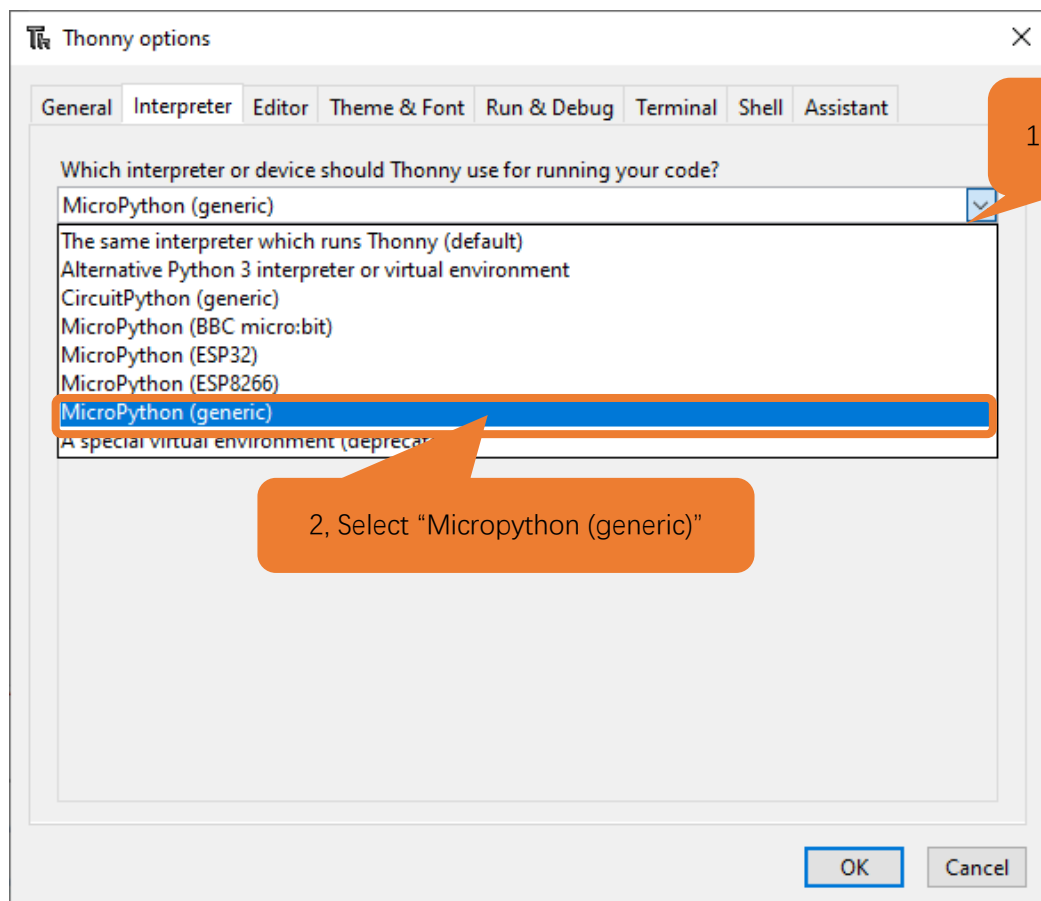 Thonny options
General Interpreter Editor Theme & Font Run & Debug Terminal Shell Assistant
1
Which interpreter or device should Thonny use for running your code?
MicroPython (generic)
The same interpreter which runs Thonny (default)
Alternative Python 3 interpreter or virtual environment
CircuitPython (generic)
MicroPython (BBC micro:bit)
MicroPython (ESP32)
MicroPython (ESP8266)
MicroPython (generic)
A special virtual environment (deprecat
2, Select “Micropython (generic)”
OK Cancel